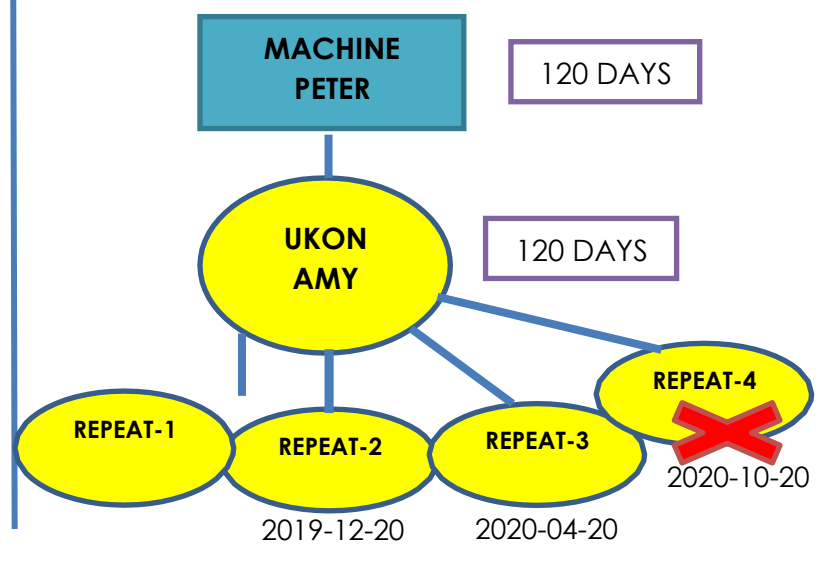 MACHINE
PETER
120 DAYS
UKON
AMY
120 DAYS
REPEAT-1
REPEAT-2
REPEAT-3
REPEAT-4
2019-12-20
2020-04-20
2020-10-20